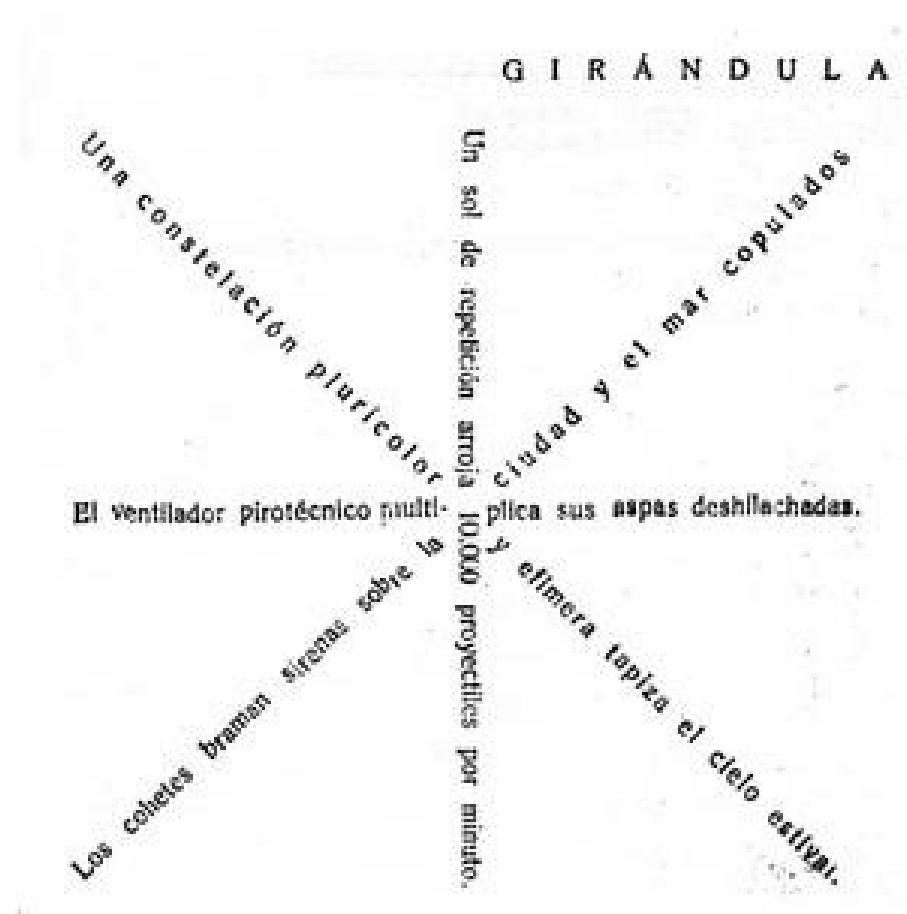 GIRÁNDULA
Una constelación pluricolor y efímera tapiza el cielo estival.
Un sol de repetición arroja 10.000 proyectiles por minuto.
Los cohetes braman sirenas sobre la ciudad y el mar copulados
El ventilador pirotécnico multi-plica sus aspas deshilachadas.